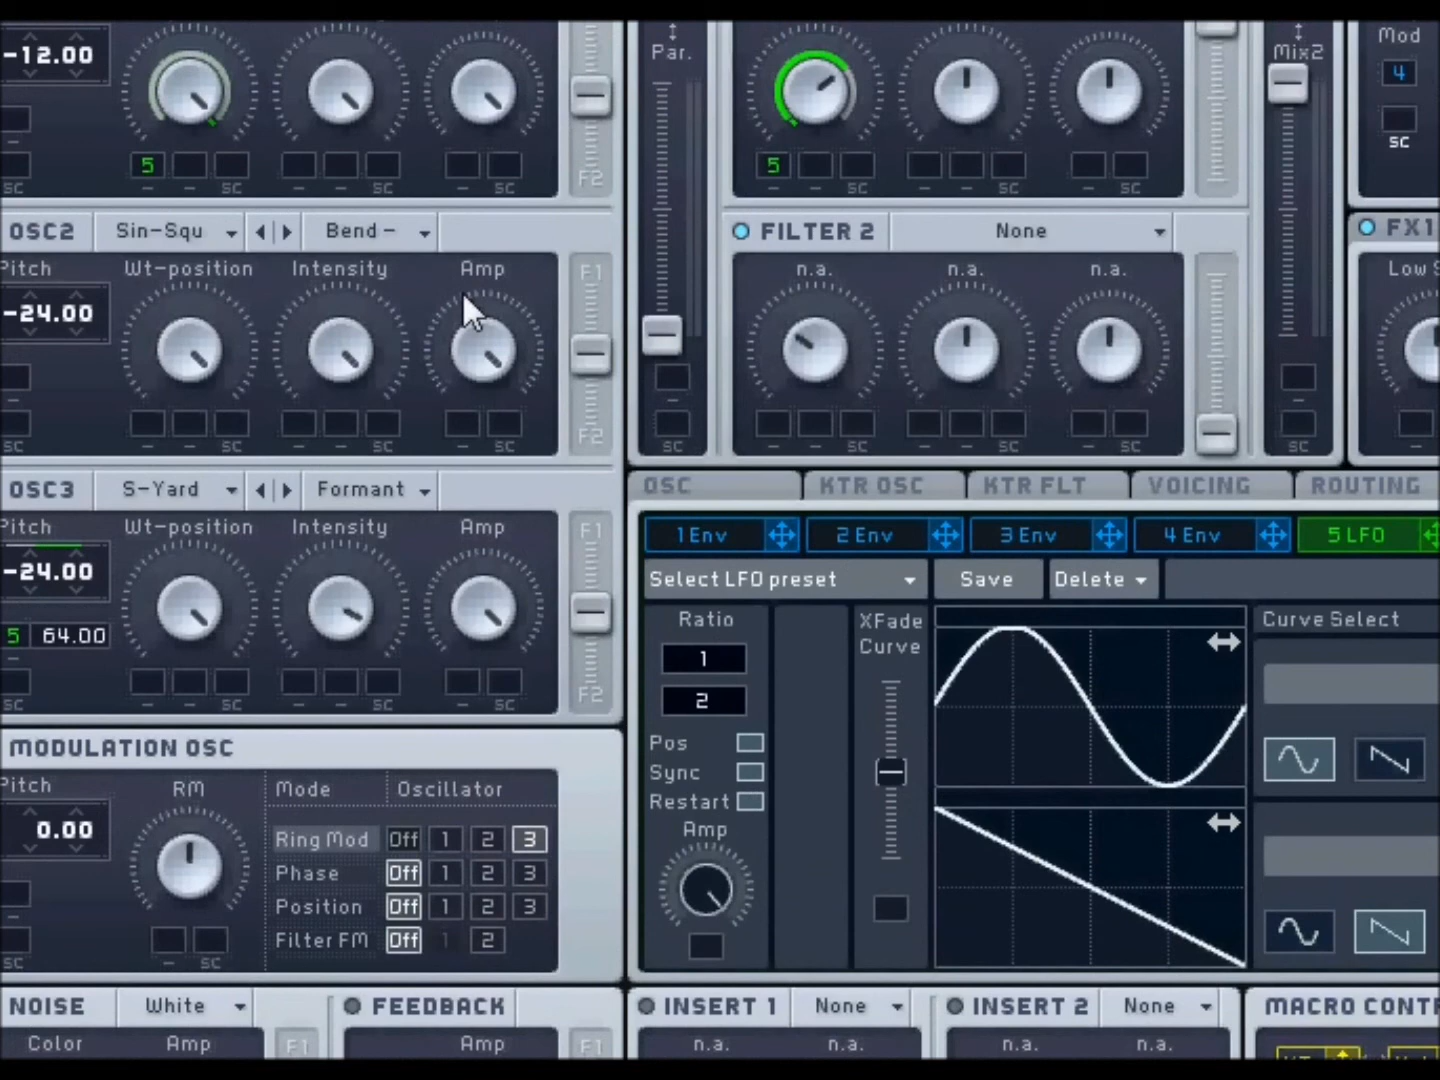 -12.00
5
SC
SC
SC
F2
Par.
5
SC
SC
SC
Mix2
Mod
4
SC
OSC2
Sin-Squ
Bend -
Pitch
Wt-position
Intensity
Amp
F1
-24.00
SC
SC
SC
SC
F2
FILTER 2
None
n.a.
n.a.
n.a.
SC
SC
SC
SC
SC
FX1
Low S
OSC3
S-Yard
Formant
Pitch
Wt-position
Intensity
Amp
F1
-24.00
5 64.00
SC
SC
SC
SC
F2
OSC
KTR OSC
KTR FLT
VOICING
ROUTING
1 Env
2 Env
3 Env
4 Env
5 LFO
Select LFO preset
Save
Delete
Ratio
1
2
Pos
Sync
Restart
Amp
XFade
Curve
Curve Select
MODULATION OSC
Pitch
RM
Mode
Oscillator
0.00
Ring Mod Off 1 2 3
Phase Off 1 2 3
Position Off 1 2 3
Filter FM Off 1 2
SC
SC
NOISE
White
FEEDBACK
INSERT 1
None
INSERT 2
None
MACRO CONT
Color
Amp
F1
Amp
F1
n.a.
n.a.
n.a.
n.a.